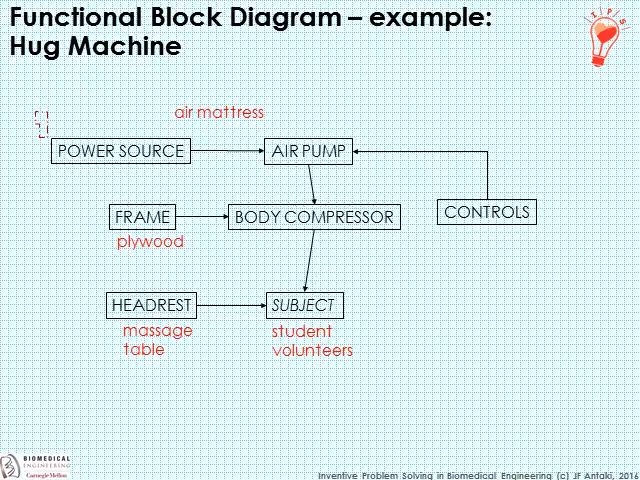 Functional Block Diagram – example:
Hug Machine
I P S
air mattress
POWER SOURCE
AIR PUMP
FRAME
BODY COMPRESSOR
CONTROLS
plywood
HEADREST
SUBJECT
massage
table
student
volunteers
BIOMEDICAL
ENGINEERING
Carnegie Mellon
Inventive Problem Solving in Biomedical Engineering (c) JF Antaki, 2016